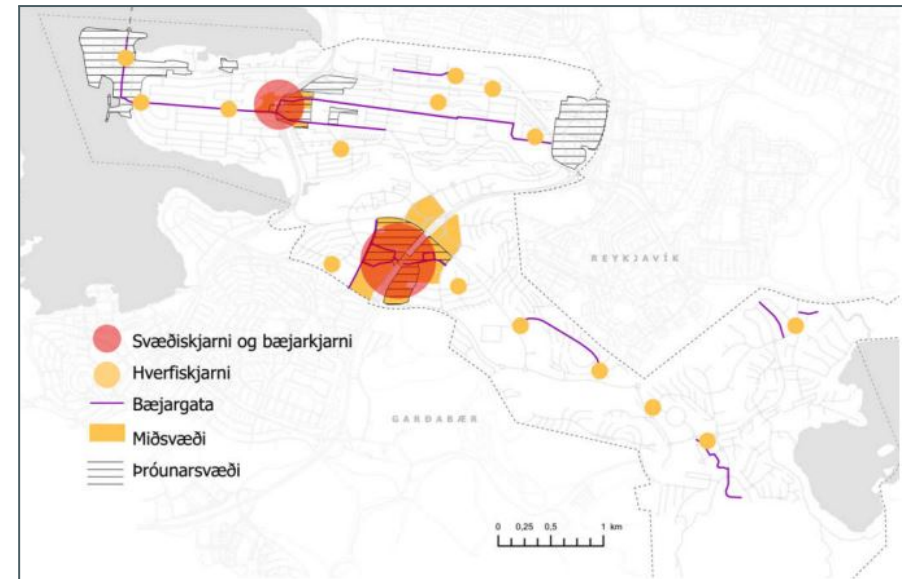 REYKJAVÍK
Svæðiskjarni og bæjarkjarni
Hverfiskjarni
Bæjargata
GARÐABÆR
Miðsvæði
Þróunarsvæði
0 0,25 0,5 1 km